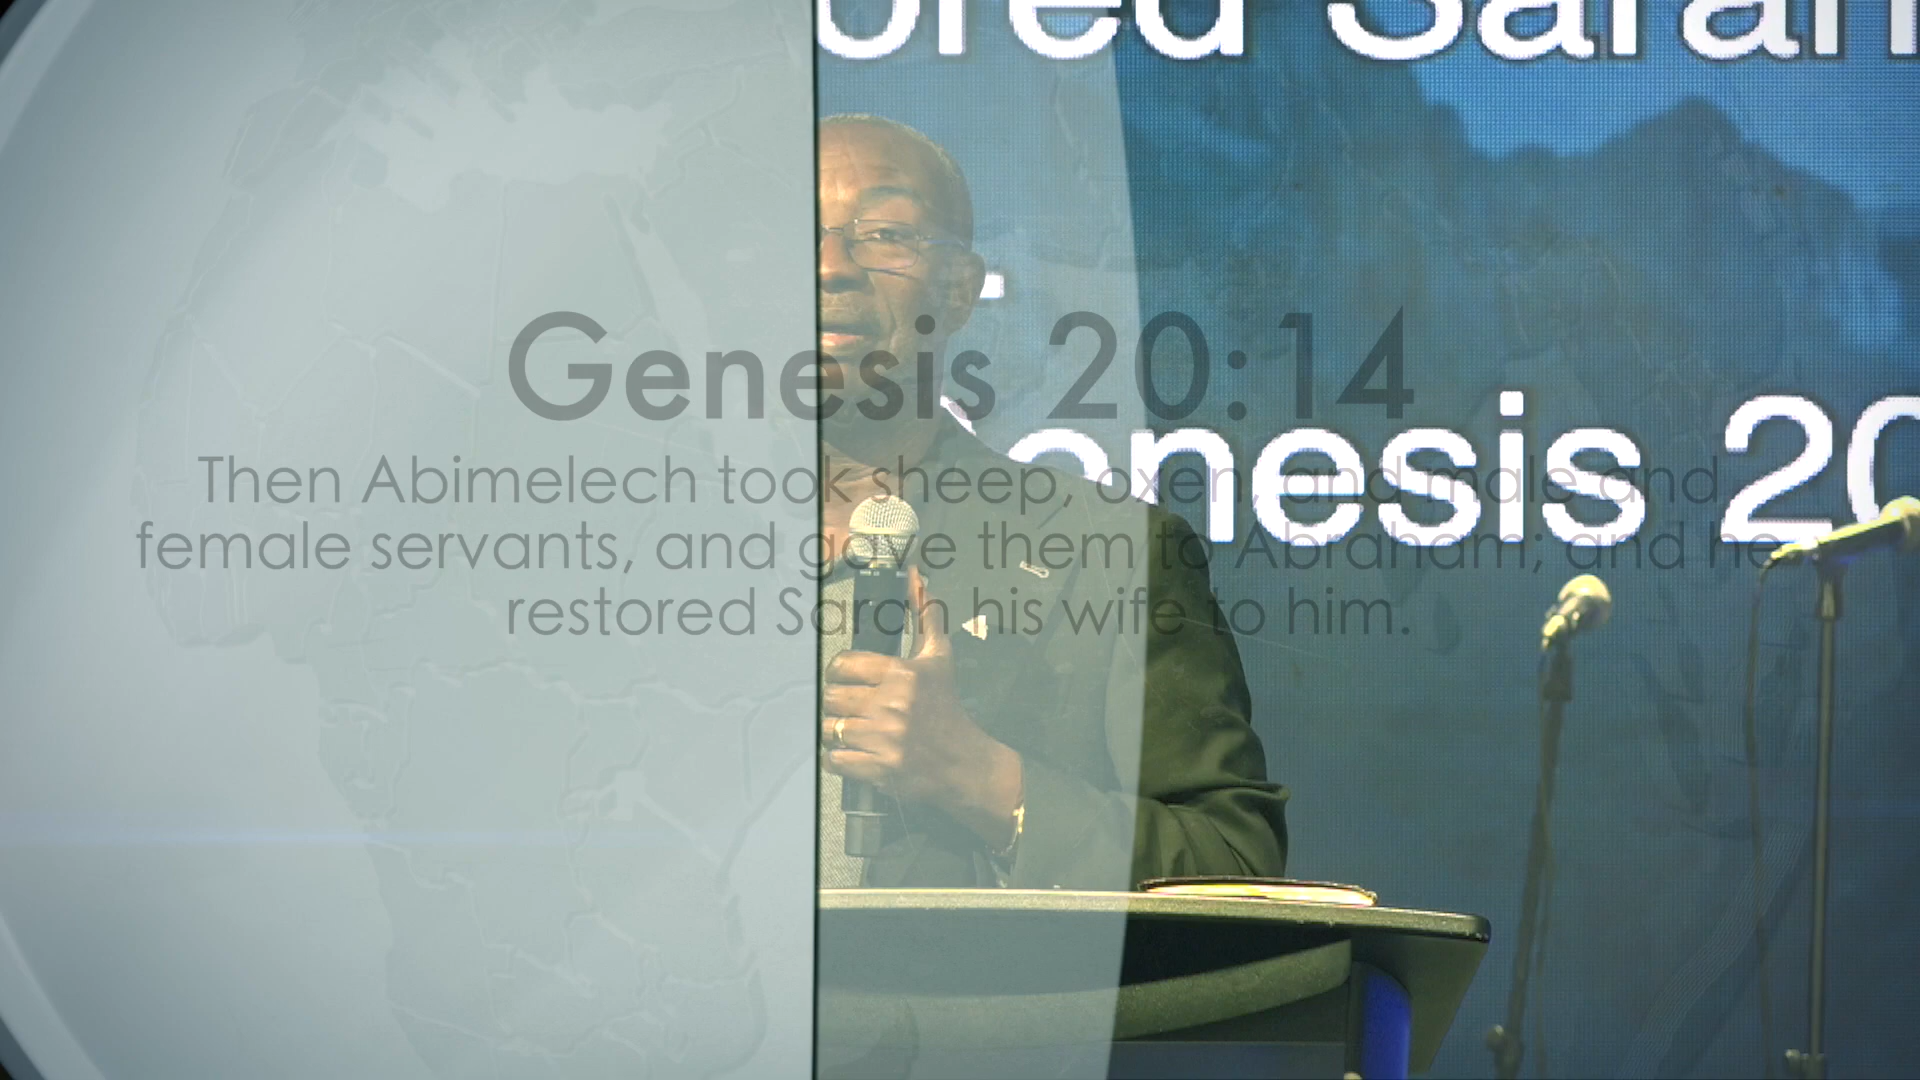 ored Sarah
Genesis 20:14
Then Abimelech took sheep, oxen, and male and
female servants, and gave them to Abraham; and he
restored Sarah his wife to him.
Genesis 20